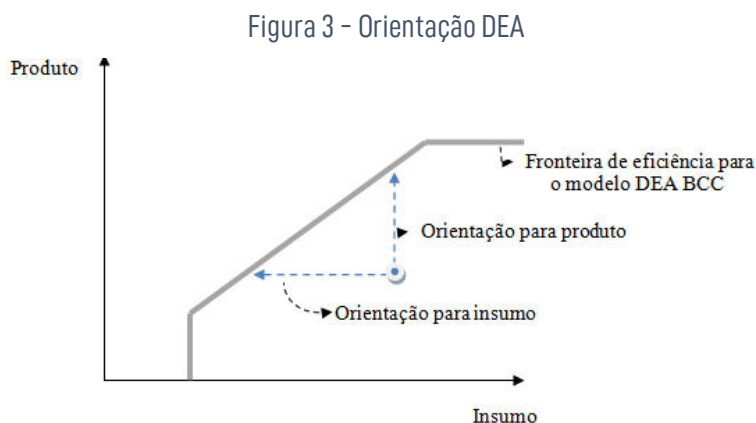 Figura 3 – Orientação DEA
Produto
Fronteira de eficiência para
o modelo DEA BCC
Orientação para produto
Orientação para insumo
Insumo